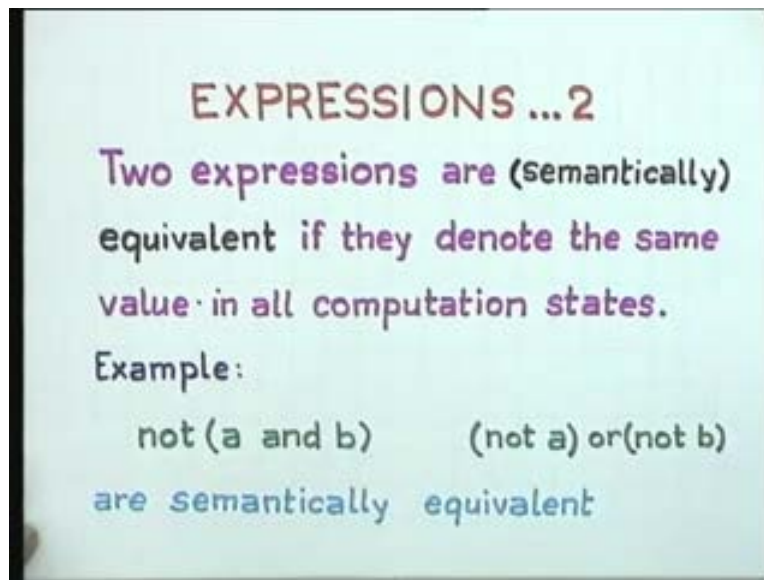 EXPRESSIONS ...2
Two expressions are (semantically)
equivalent if they denote the same
value · in all computation states.
Example:
not (a and b) (not a) or(not b)
are semantically equivalent